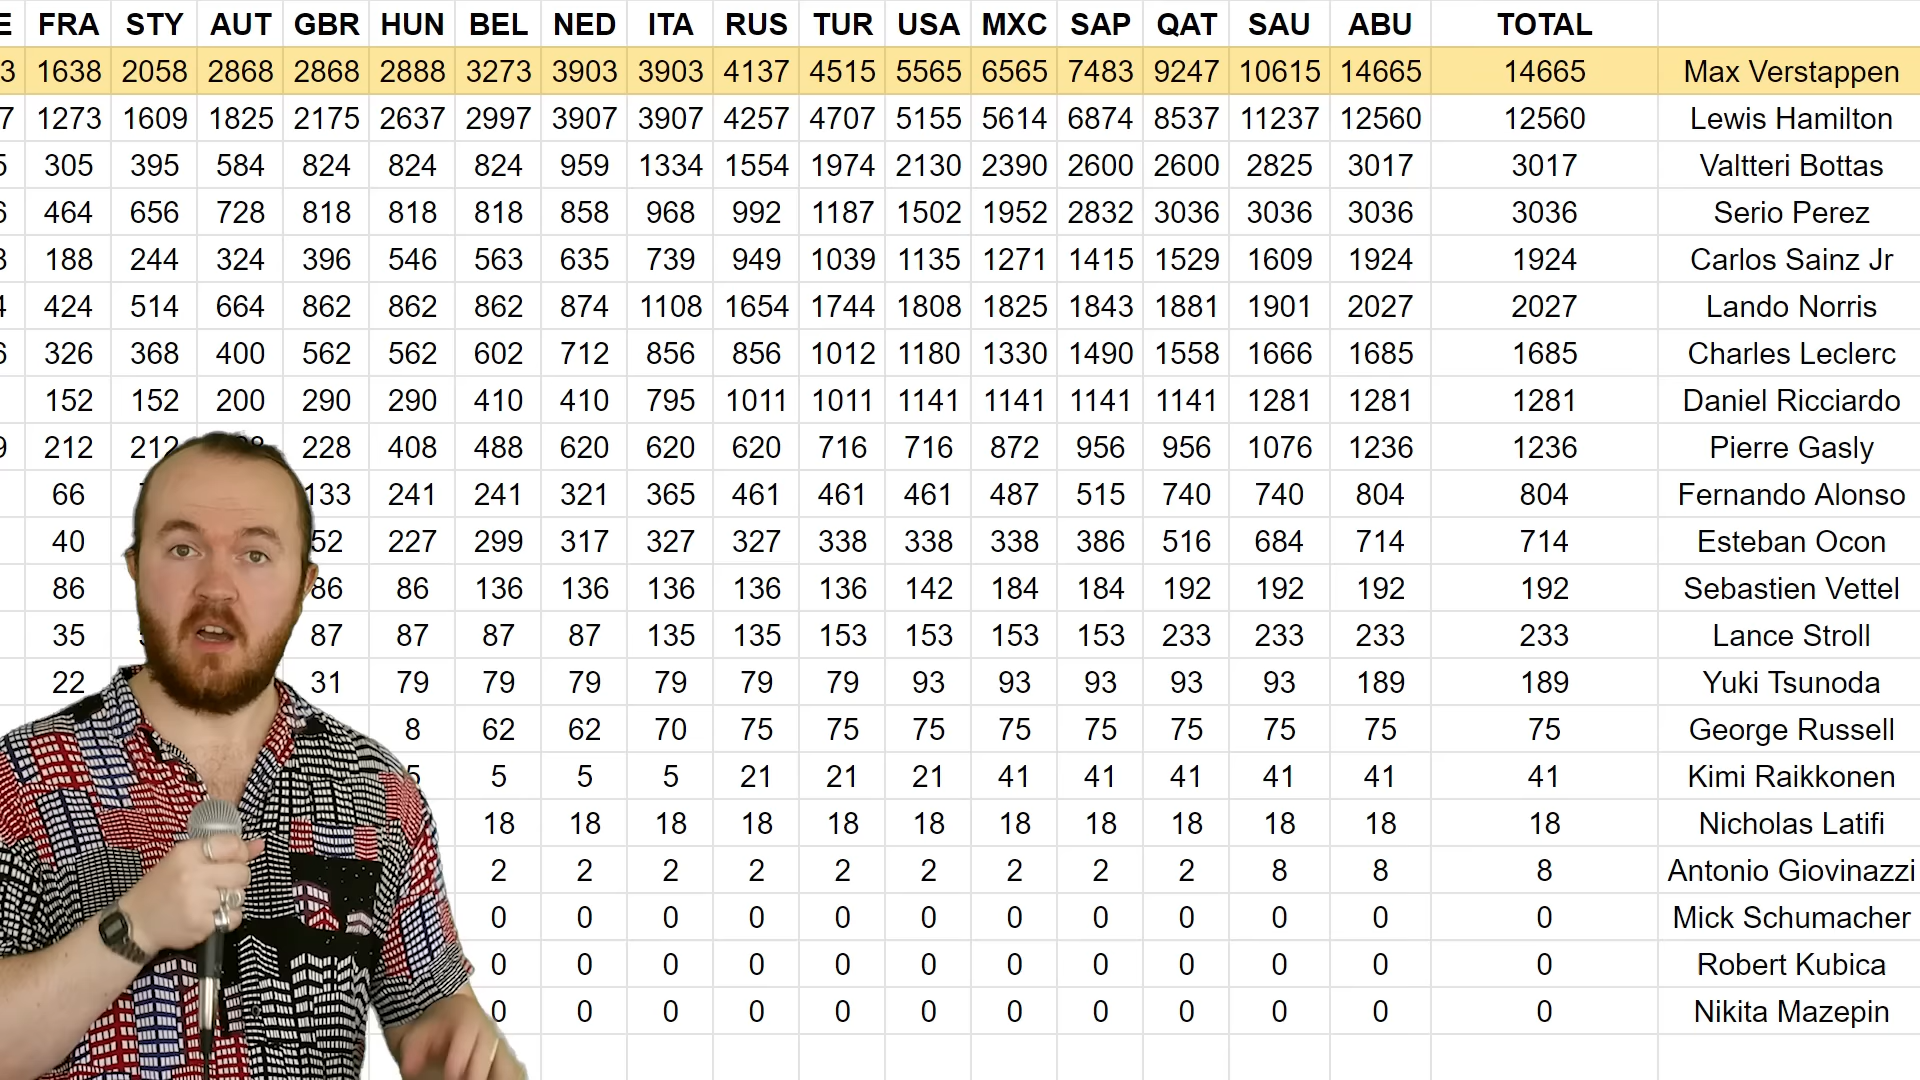 E FRA STY AUT GBR HUN BEL NED ITA RUS TUR USA MXC SAP QAT SAU ABU TOTAL
3 1638 2058 2868 2868 2888 3273 3903 3903 4137 4515 5565 6565 7483 9247 10615 14665 14665 Max Verstappen
7 1273 1609 1825 2175 2637 2997 3907 3907 4257 4707 5155 5614 6874 8537 11237 12560 12560 Lewis Hamilton
5 305 395 584 824 824 824 959 1334 1554 1974 2130 2390 2600 2600 2825 3017 3017 Valtteri Bottas
6 464 656 728 818 818 818 858 968 992 1187 1502 1952 2832 3036 3036 3036 3036 Serio Perez
3 188 244 324 396 546 563 635 739 949 1039 1135 1271 1415 1529 1609 1924 1924 Carlos Sainz Jr
4 424 514 664 862 862 862 874 1108 1654 1744 1808 1825 1843 1881 1901 2027 2027 Lando Norris
6 326 368 400 562 562 602 712 856 856 1012 1180 1330 1490 1558 1666 1685 1685 Charles Leclerc
152 152 200 290 290 410 410 795 1011 1011 1141 1141 1141 1141 1281 1281 1281 Daniel Ricciardo
9 212 212 228 408 488 620 620 620 716 716 872 956 956 1076 1236 1236 Pierre Gasly
66 133 241 241 321 365 461 461 461 487 515 740 740 804 804 Fernando Alonso
40 52 227 299 317 327 327 338 338 338 386 516 684 714 714 Esteban Ocon
86 86 86 136 136 136 136 136 142 184 184 192 192 192 192 Sebastien Vettel
35 87 87 87 87 135 135 153 153 153 153 233 233 233 233 Lance Stroll
22 31 79 79 79 79 79 79 93 93 93 93 93 189 189 Yuki Tsunoda
8 62 62 70 75 75 75 75 75 75 75 75 75 George Russell
5 5 5 5 21 21 21 41 41 41 41 41 41 Kimi Raikkonen
18 18 18 18 18 18 18 18 18 18 18 18 Nicholas Latifi
2 2 2 2 2 2 2 2 2 8 8 8 Antonio Giovinazzi
0 0 0 0 0 0 0 0 0 0 0 0 Mick Schumacher
0 0 0 0 0 0 0 0 0 0 0 0 Robert Kubica
0 0 0 0 0 0 0 0 0 0 0 0 Nikita Mazepin